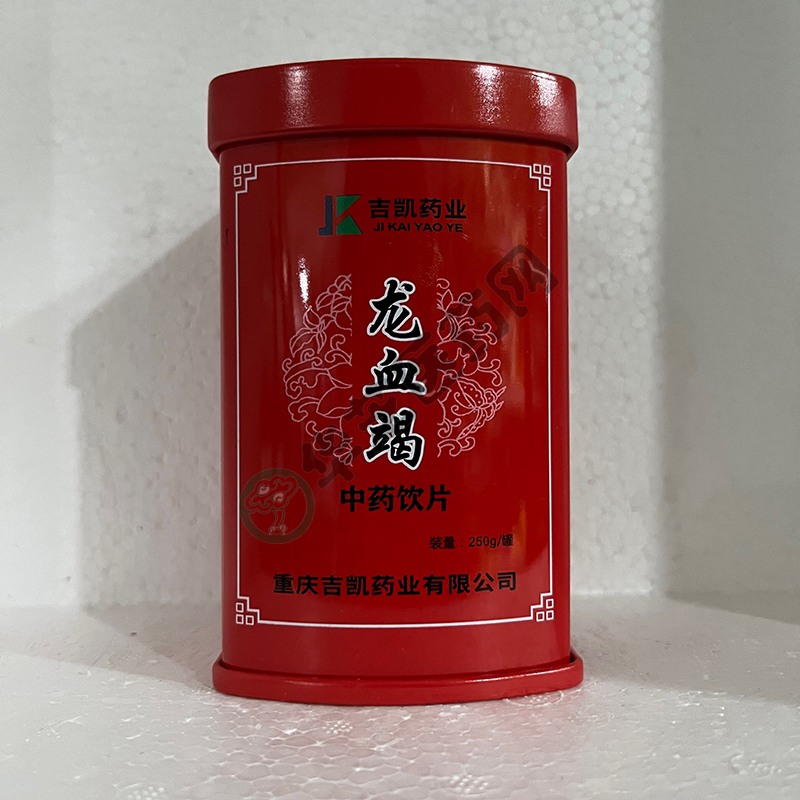 吉凯药业
JI KAI YAO YE
龙血竭
中药饮片
装量：250g/罐
重庆吉凯药业有限公司